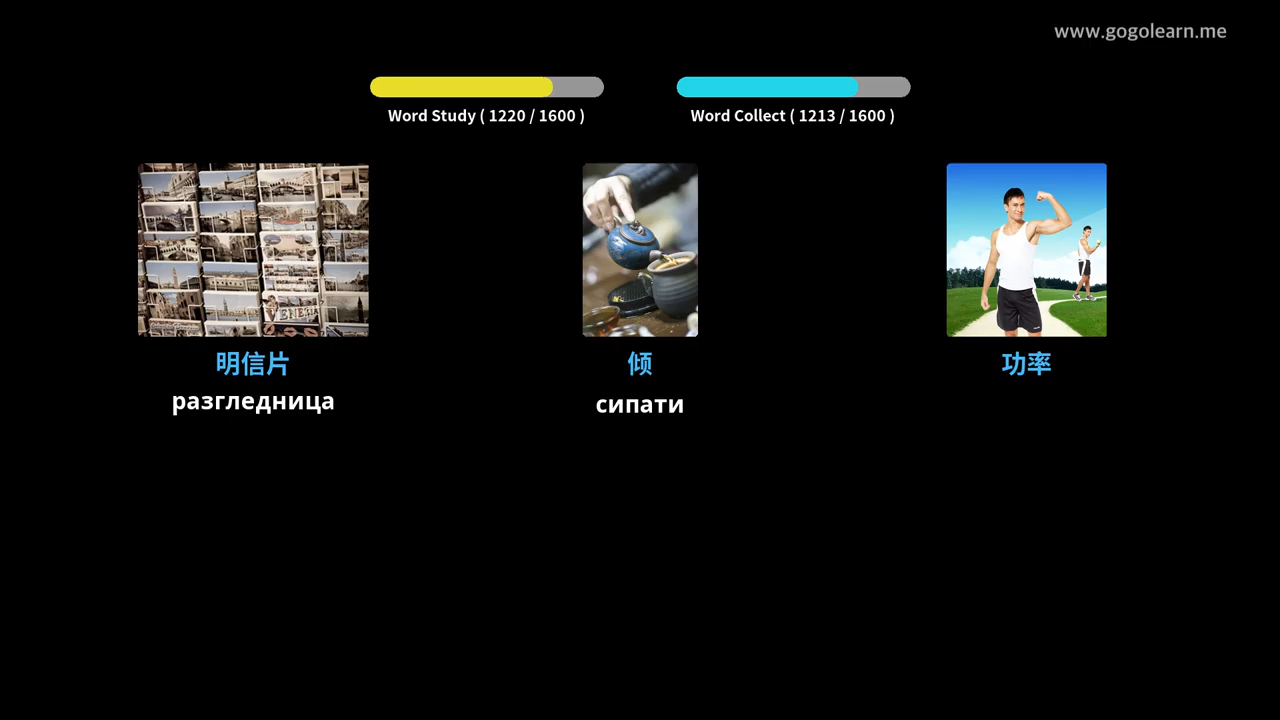 www.gogolearn.me
Word Study ( 1220 / 1600 )
Word Collect ( 1213 / 1600 )
明信片
倾
功率
разгледница
сипати